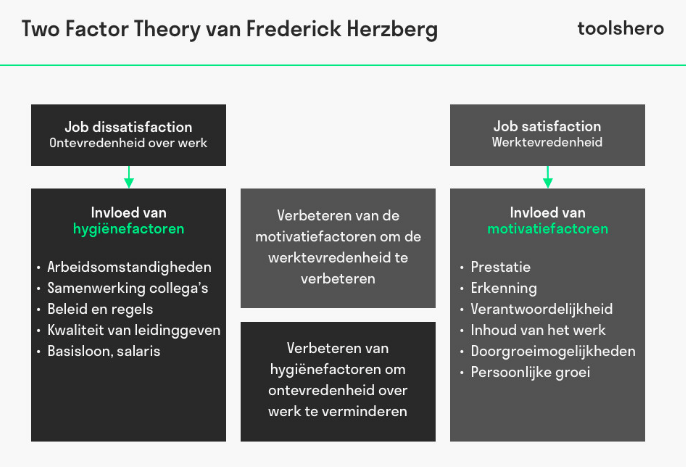 Two Factor Theory van Frederick Herzberg
toolshero
Job dissatisfaction
Ontevredenheid over werk
Job satisfaction
Werktevredenheid
Invloed van
hygiënefactoren
• Arbeidsomstandigheden
• Samenwerking collega's
• Beleid en regels
• Kwaliteit van leidinggeven
• Basisloon, salaris
Verbeteren van de
motivatiefactoren om de
werktevredenheid te
verbeteren
Verbeteren van
hygiënefactoren om
ontevredenheid over
werk te verminderen
Invloed van
motivatiefactoren
• Prestatie
• Erkenning
• Verantwoordelijkheid
• Inhoud van het werk
• Doorgroeimogelijkheden
• Persoonlijke groei